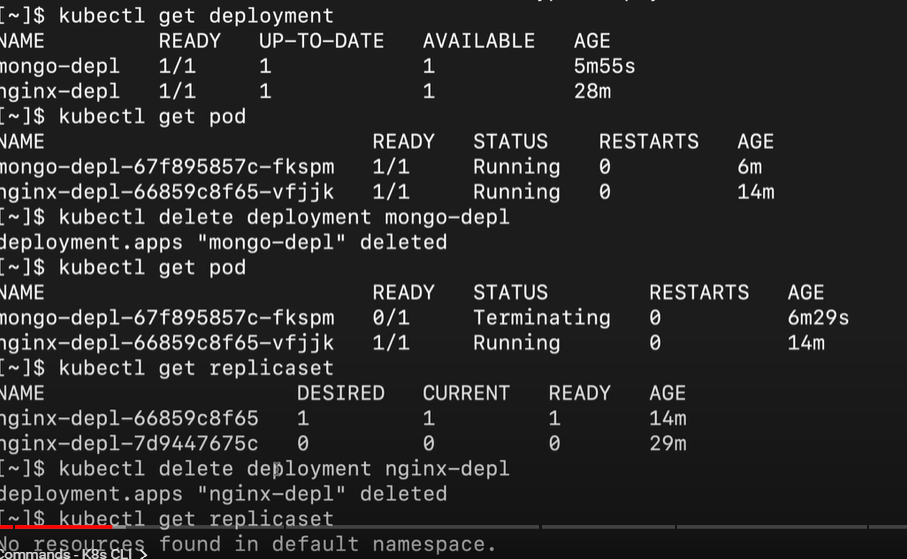 [~]$ kubectl get deployment
NAME READY UP-TO-DATE AVAILABLE AGE
mongo-depl 1/1 1 1 5m55s
nginx-depl 1/1 1 1 28m
[~]$ kubectl get pod
NAME READY STATUS RESTARTS AGE
mongo-depl-67f895857c-fkspm 1/1 Running 0 6m
nginx-depl-66859c8f65-vfjjk 1/1 Running 0 14m
[~]$ kubectl delete deployment mongo-depl
deployment.apps "mongo-depl" deleted
[~]$ kubectl get pod
NAME READY STATUS RESTARTS AGE
mongo-depl-67f895857c-fkspm 0/1 Terminating 0 6m29s
nginx-depl-66859c8f65-vfjjk 1/1 Running 0 14m
[~]$ kubectl get replicaset
NAME DESIRED CURRENT READY AGE
nginx-depl-66859c8f65 1 1 1 14m
nginx-depl-7d9447675c 0 0 0 29m
[~]$ kubectl delete deployment nginx-depl
deployment.apps "nginx-depl" deleted
[~]$ kubectl get replicaset
No resources found in default namespace.
Commands - K8s CLI >